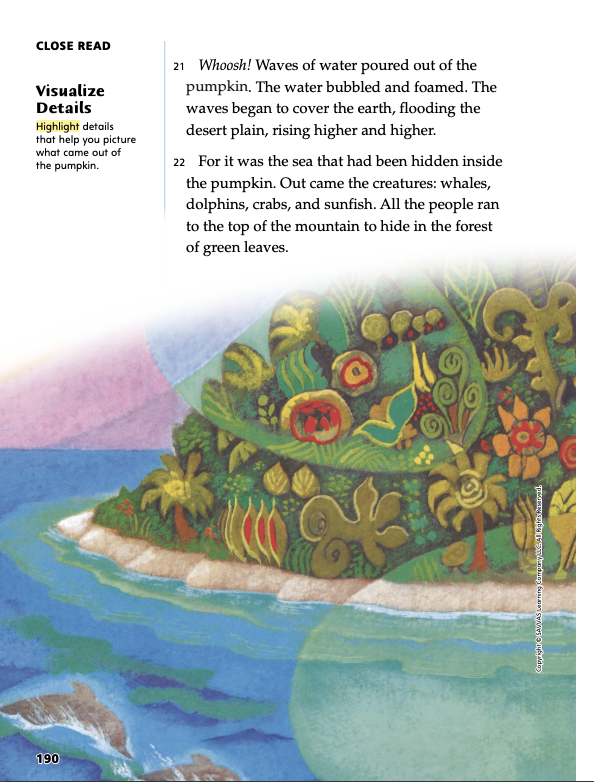 CLOSE READ
Visualize
Details
Highlight details
that help you picture
what came out of
the pumpkin.
21 Whoosh! Waves of water poured out of the
pumpkin. The water bubbled and foamed. The
waves began to cover the earth, flooding the
desert plain, rising higher and higher.
22 For it was the sea that had been hidden inside
the pumpkin. Out came the creatures: whales,
dolphins, crabs, and sunfish. All the people ran
to the top of the mountain to hide in the forest
of green leaves.
Copyright © SAVVAS Learning Company LLC. All Rights Reserved.
190